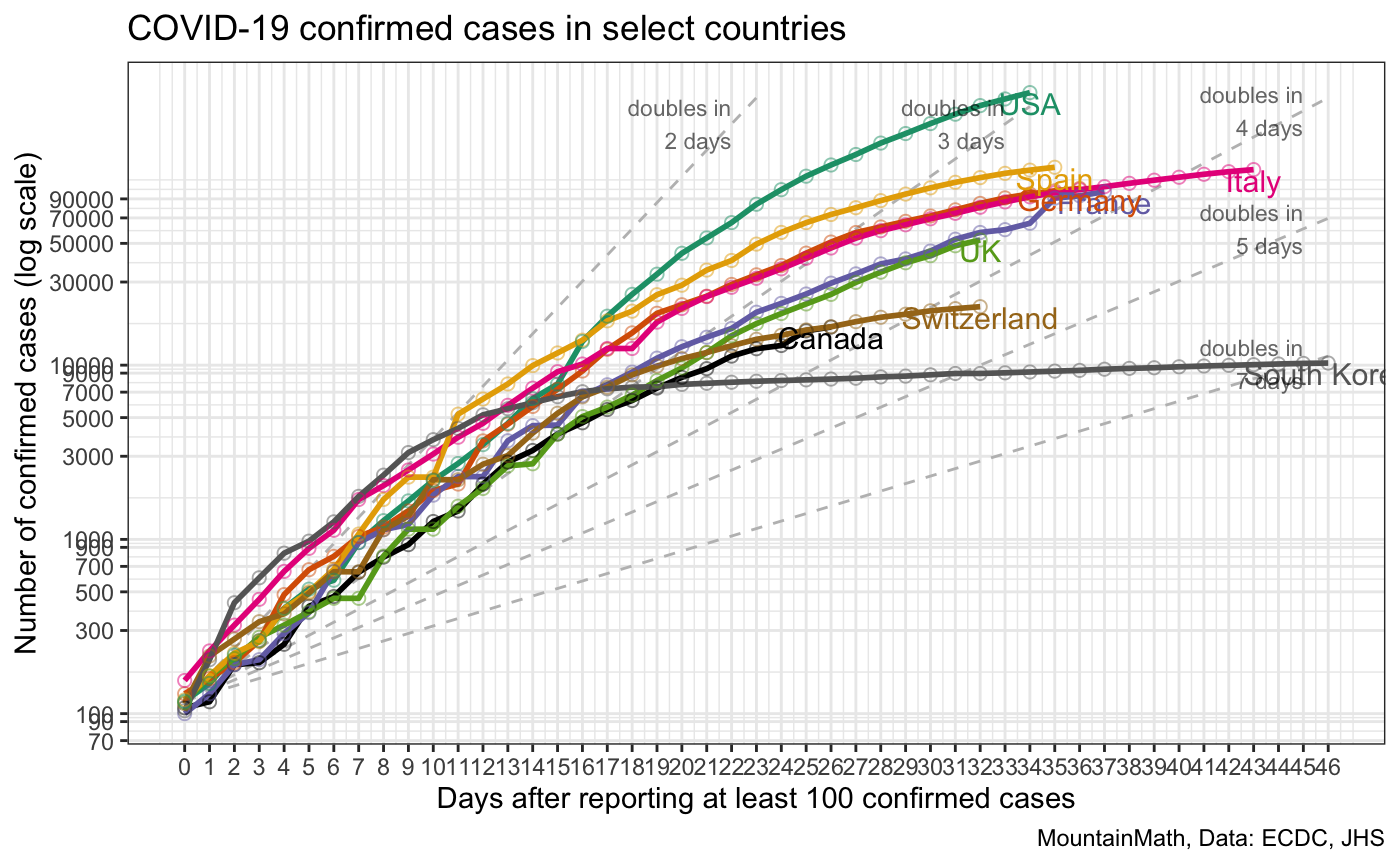 COVID-19 confirmed cases in select countries
Number of confirmed cases (log scale)
doubles in
2 days
doubles in
3 days
doubles in
4 days
doubles in
5 days
doubles in
7 days
USA
Spain
Italy
Germany
France
UK
Switzerland
Canada
South Kore
90000
70000
50000
30000
10000
9000
7000
5000
3000
1000
900
700
500
300
100
90
70
0 1 2 3 4 5 6 7 8 9 10 11 12 13 14 15 16 17 18 19 20 21 22 23 24 25 26 27 28 29 30 31 32 33 34 35 36 37 38 39 40 41 42 43 44 45 46
Days after reporting at least 100 confirmed cases
MountainMath, Data: ECDC, JHS